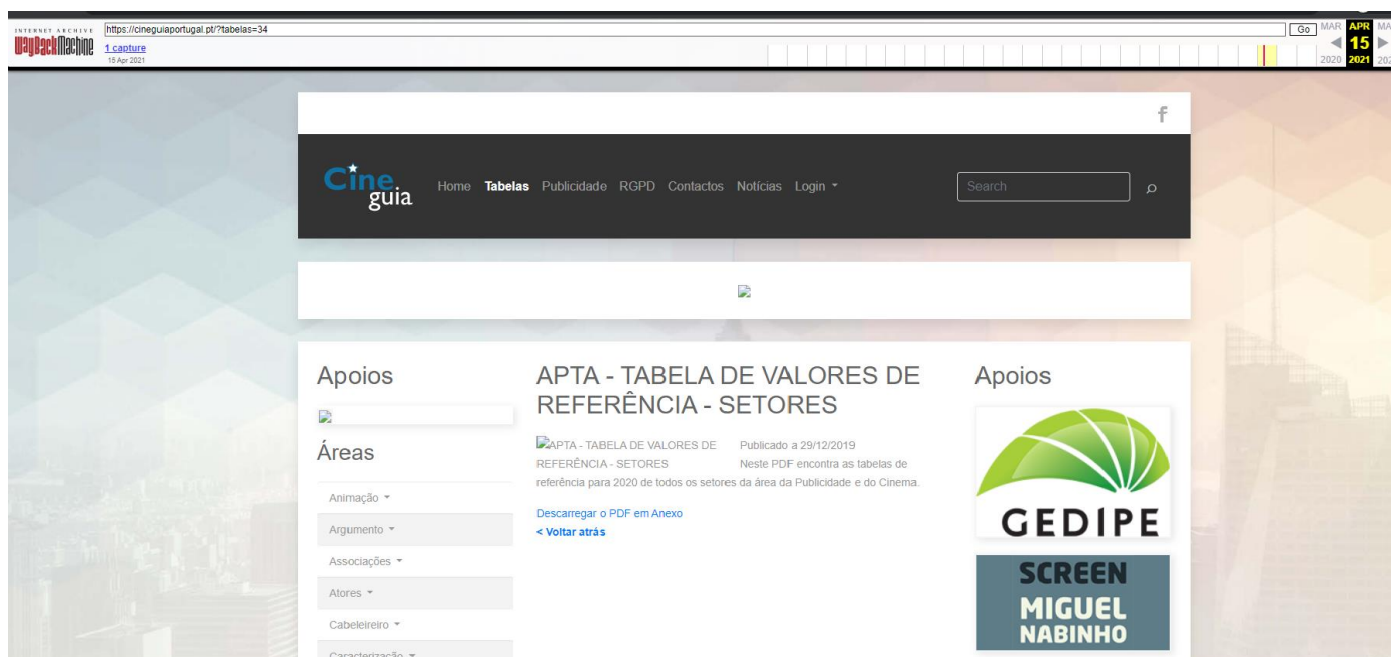 INTERNET ARCHIVE
WayBackMachine
https://cineguiaportugal.pt/?tabelas=34
Go
MAR
APR
MA
1 capture
15 Apr 2021
15
2020
2021
202
f
Cine
guia
Home Tabelas Publicidade RGPD Contactos Notícias Login
Search
Apoios
Áreas
Animação
Argumento
Associações
Atores
Cabeleireiro
Caracterização
APTA - TABELA DE VALORES DE
REFERÊNCIA - SETORES
APTA - TABELA DE VALORES DE
REFERÊNCIA - SETORES
Publicado a 29/12/2019
Neste PDF encontra as tabelas de
referência para 2020 de todos os setores da área da Publicidade e do Cinema.
Descarregar o PDF em Anexo
< Voltar atrás
Apoios
GEDIPE
SCREEN
MIGUEL
NABINHO